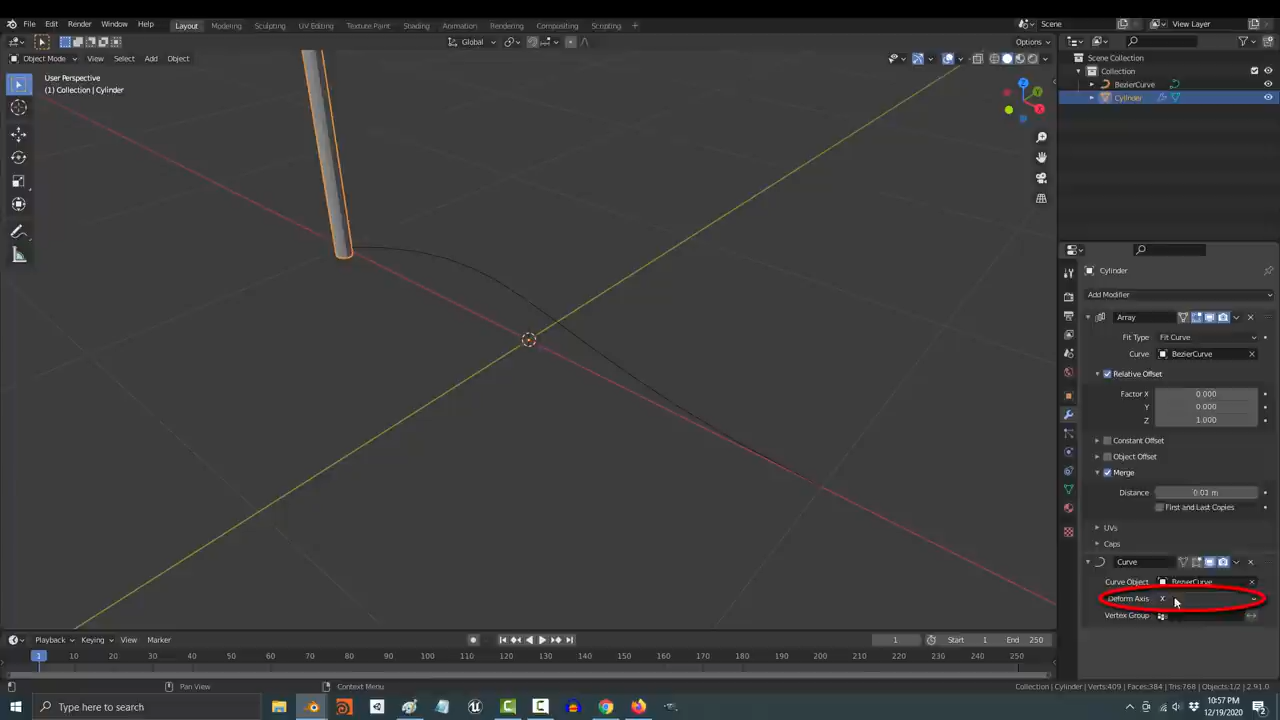 File Edit Render Window Help Layout Modeling Sculpting UV Editing Texture Paint Shading Animation Rendering Compositing Scripting + Scene View Layer
Global Options
Object Mode View Select Add Object
User Perspective
(1) Collection | Cylinder
Z
Y
X
Scene Collection
Collection
BezierCurve
Cylinder
Cylinder
Add Modifier
Array
Fit Type Fit Curve
Curve BezierCurve
Relative Offset
Factor X 0.000
Y 0.000
Z 1.000
Constant Offset
Object Offset
Merge
Distance 0.01 m
First and Last Copies
UVs
Caps
Curve
Curve Object BezierCurve
Deform Axis X
Vertex Group
Playback Keying View Marker 1 Start 1 End 250
1 10 20 30 40 50 60 70 80 90 100 110 120 130 140 150 160 170 180 190 200 210 220 230 240 250
Pan View Context Menu Collection | Cylinder | Verts:409 | Faces:384 | Tris:768 | Objects:1/2 | 2.91.0
Type here to search
10:57 PM
12/19/2020
2